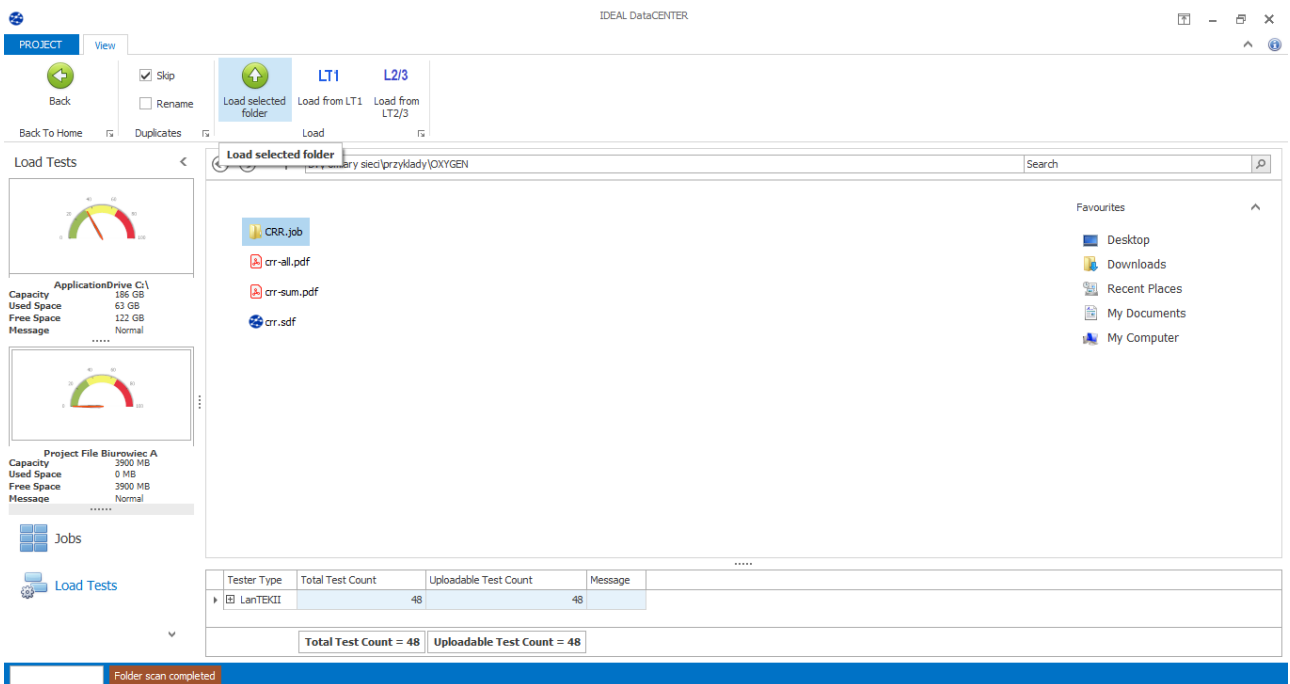 IDEAL DataCENTER
PROJECT View
Back
Skip
Rename
Load selected folder
LT1
Load from LT1
L2/3
Load from LT2/3
Back To Home
Duplicates
Load
Load Tests
Load selected folder
sieci\przyklady\OXYGEN
Search
ApplicationDrive C:\
Capacity 186 GB
Used Space 63 GB
Free Space 122 GB
Message Normal
Project File Biurowiec A
Capacity 3900 MB
Used Space 0 MB
Free Space 3900 MB
Message Normal
Jobs
Load Tests
CRR.job
crr-all.pdf
crr-sum.pdf
crr.sdf
Favourites
Desktop
Downloads
Recent Places
My Documents
My Computer
Tester Type Total Test Count Uploadable Test Count Message
LanTEKII 48 48
Total Test Count = 48 Uploadable Test Count = 48
Folder scan completed